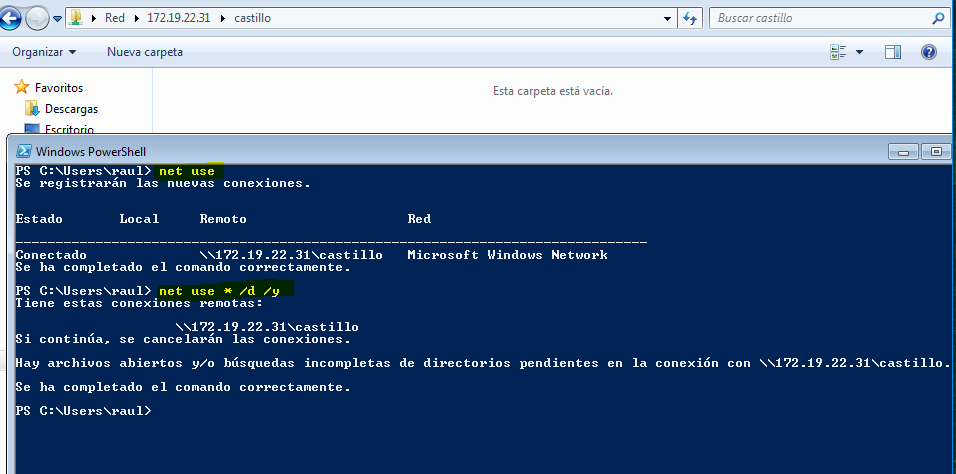 Red ▸ 172.19.22.31 ▸ castillo
Buscar castillo
Organizar
Nueva carpeta
Favoritos
Descargas
Escritorio
Esta carpeta está vacía.
Windows PowerShell
PS C:\Users\raul> net use
Se registrarán las nuevas conexiones.
Estado Local Remoto Red
-------------------------------------------------------------------------------
Conectado \\172.19.22.31\castillo Microsoft Windows Network
Se ha completado el comando correctamente.
PS C:\Users\raul> net use * /d /y
Tiene estas conexiones remotas:
\\172.19.22.31\castillo
Si continúa, se cancelarán las conexiones.
Hay archivos abiertos y/o búsquedas incompletas de directorios pendientes en la conexión con \\172.19.22.31\castillo.
Se ha completado el comando correctamente.
PS C:\Users\raul>